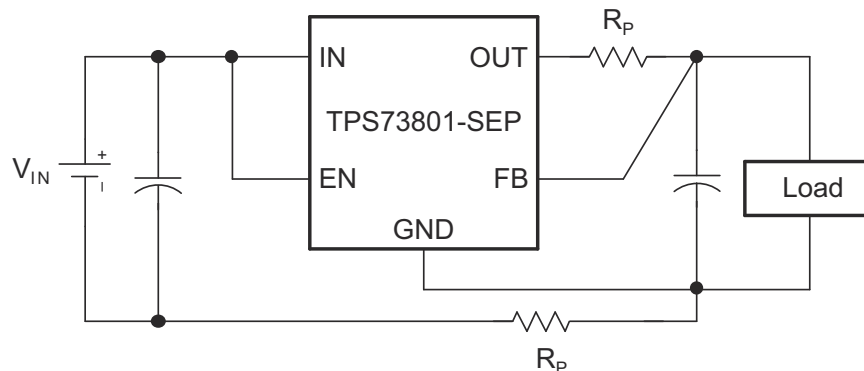 R_P
IN OUT
TPS73801-SEP
V_IN
+
EN FB
Load
GND
R_P